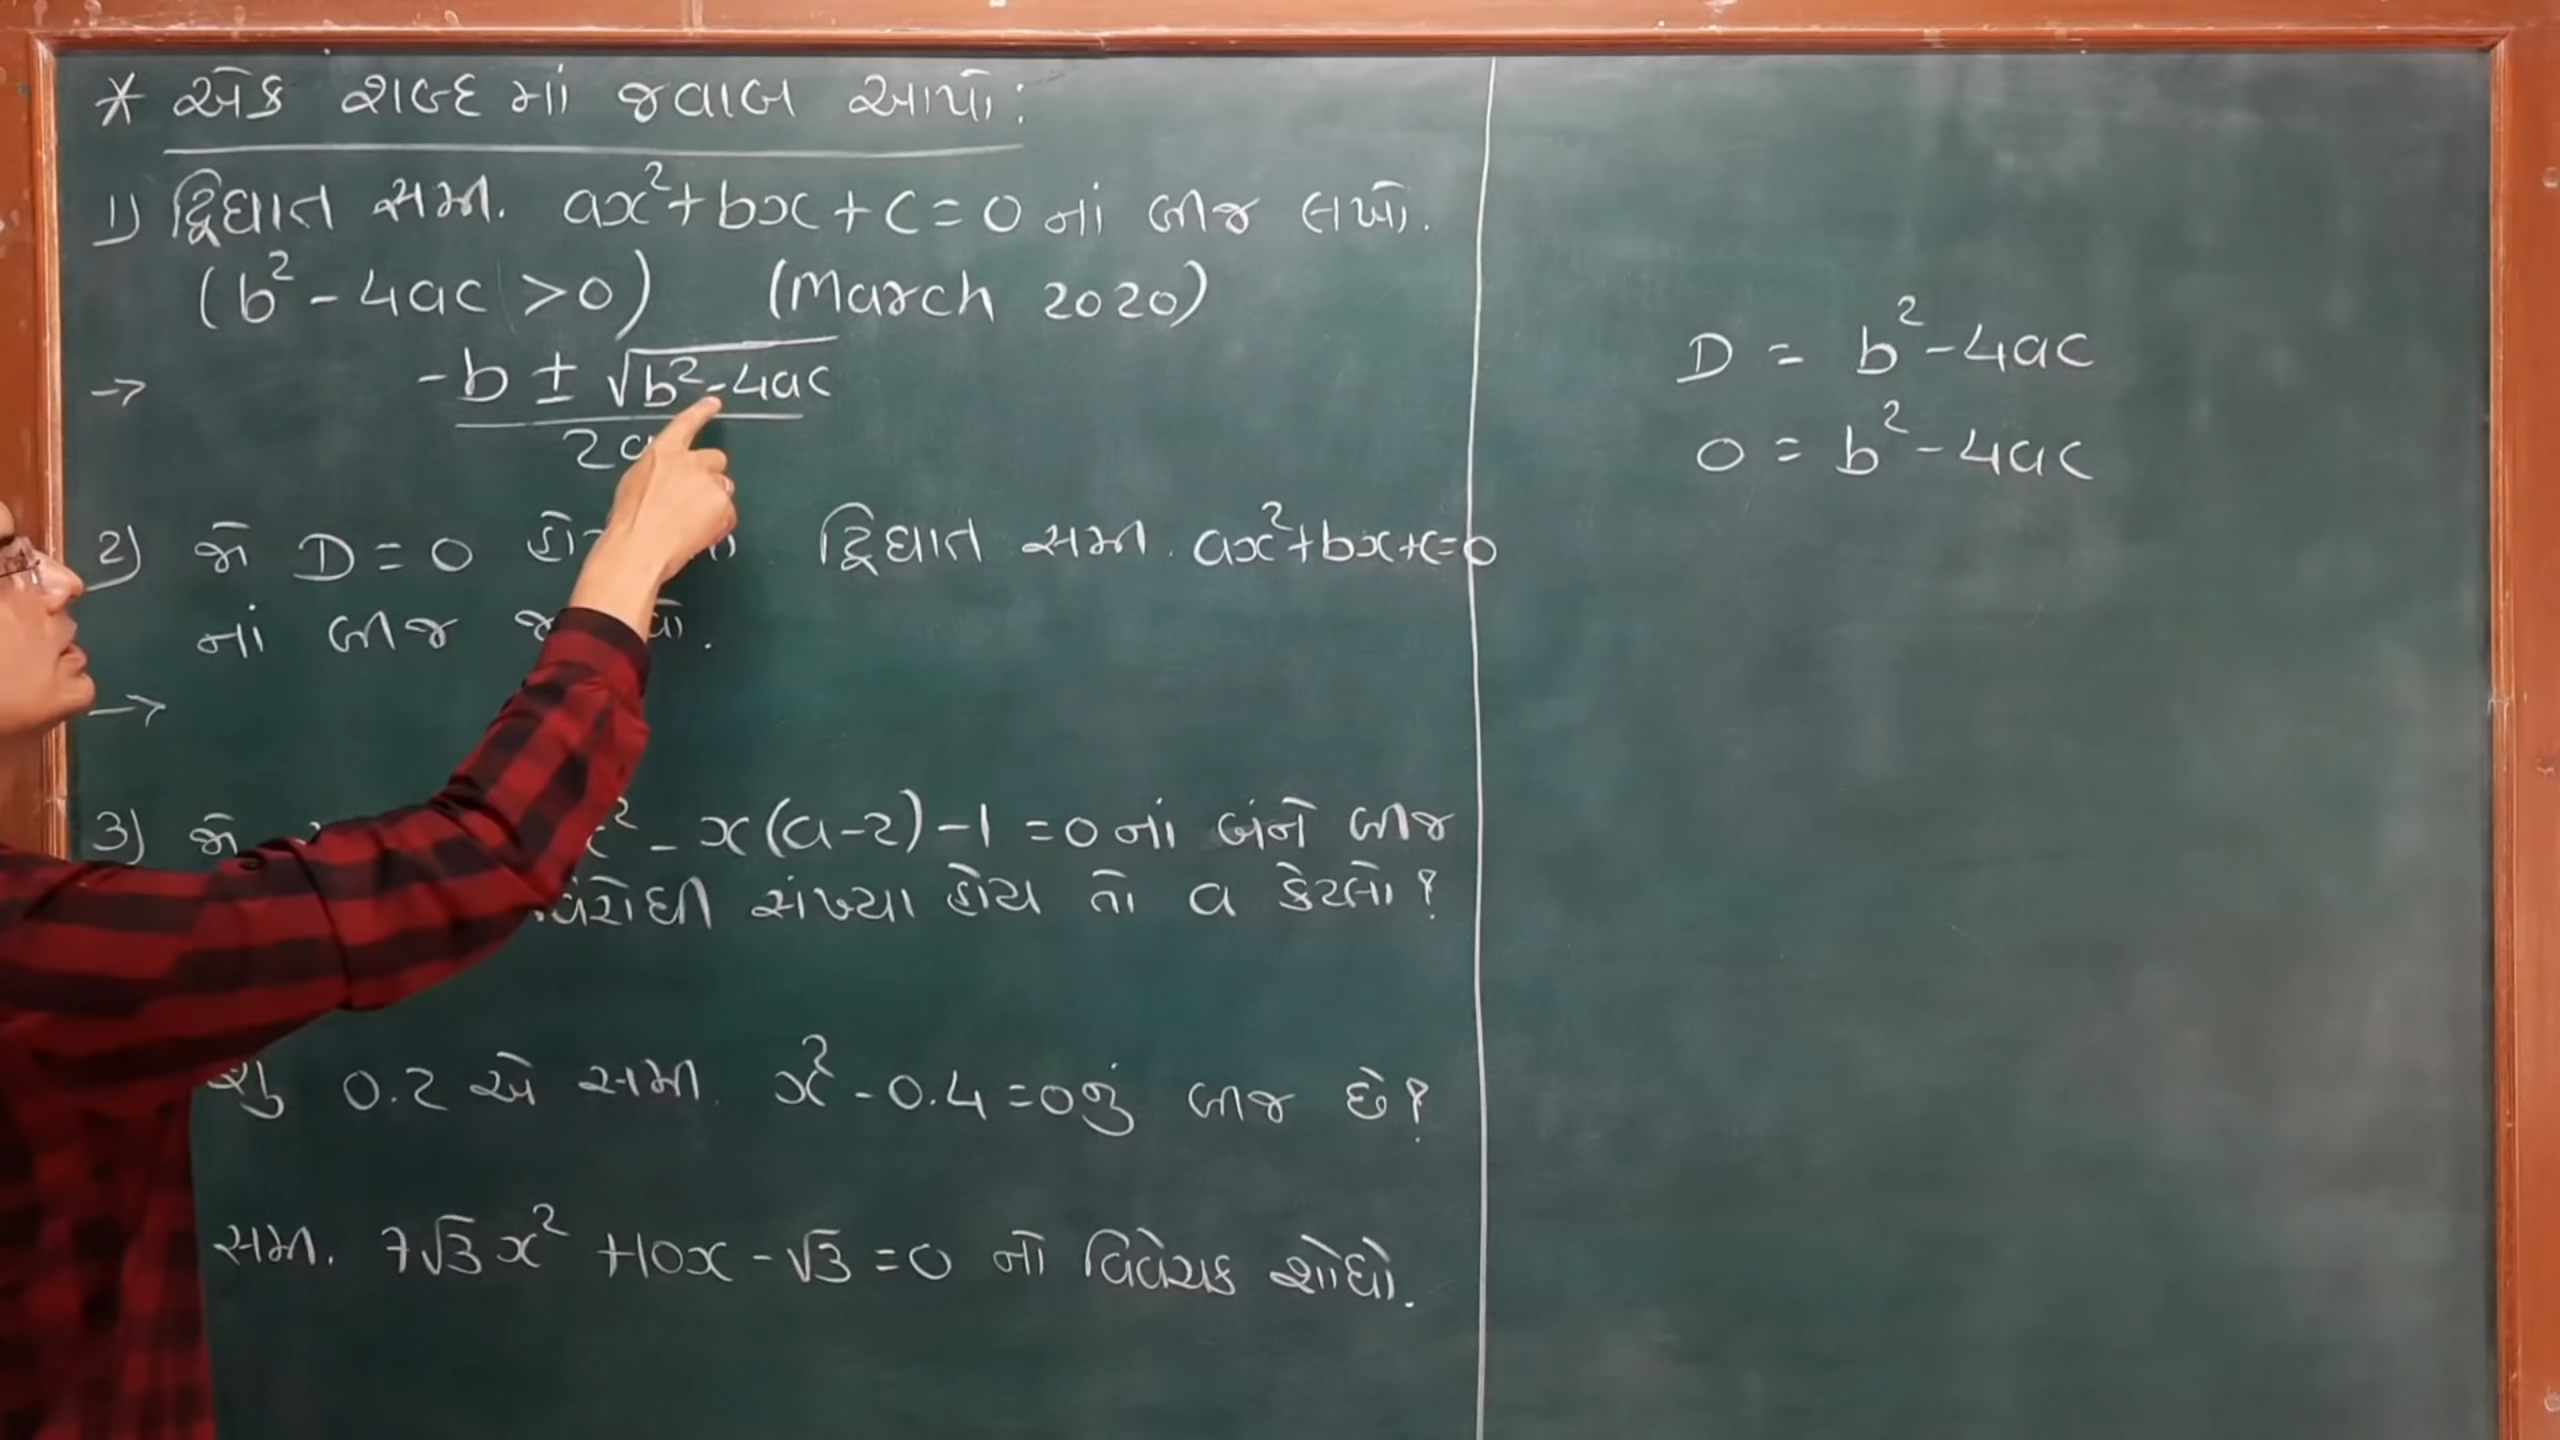 * એક શબ્દ માં જવાબ આપો:
1) દ્વિઘાત સમી. ax²+bx+c=0 નાં બીજ લખો.
(b²-4ac >0) (March 2020)
→ -b ± √b²-4ac
2a
2) જો D=0 દ્વિઘાત સમી. ax²+bx+c=0
નાં બીજ
→
3) જો ² - x(a-2)-1 =0 નાં બંને બીજ
વિરોધી સંખ્યા હોય તો a કેટલો?
શું 0.2 એ સમી. x²-0.4=0 નું બીજ છે?
સમી. 7√3x² +10x-√3=0 નો વિવેચક શોધો.
D = b²-4ac
0 = b²-4ac